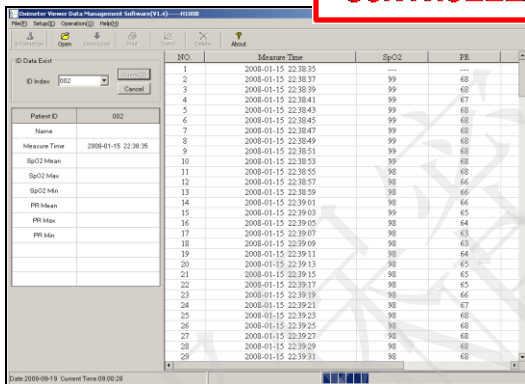 Oximeter Viewer Data Management Software(V1.4)----H100B
File(F) Setup(S) Operation(O) Help(H)
Information Open Download Print Trend Delete About
ID Data Exist
ID Index 002
Cancel
Patient ID 002
Name
Measure Time 2008-01-15 22:38:35
SpO2 Mean
SpO2 Max
SpO2 Min
PR Mean
PR Max
PR Min
NO. Measure Time SpO2 PR
1 2008-01-15 22:38:35 --- ---
2 2008-01-15 22:38:37 99 68
3 2008-01-15 22:38:39 99 68
4 2008-01-15 22:38:41 99 67
5 2008-01-15 22:38:43 99 68
6 2008-01-15 22:38:45 99 68
7 2008-01-15 22:38:47 99 68
8 2008-01-15 22:38:49 99 68
9 2008-01-15 22:38:51 99 68
10 2008-01-15 22:38:53 99 68
11 2008-01-15 22:38:55 98 68
12 2008-01-15 22:38:57 98 66
13 2008-01-15 22:38:59 98 66
14 2008-01-15 22:39:01 98 66
15 2008-01-15 22:39:03 99 65
16 2008-01-15 22:39:05 98 64
17 2008-01-15 22:39:07 98 63
18 2008-01-15 22:39:09 98 63
19 2008-01-15 22:39:11 98 64
20 2008-01-15 22:39:13 98 65
21 2008-01-15 22:39:15 98 65
22 2008-01-15 22:39:17 98 65
23 2008-01-15 22:39:19 98 66
24 2008-01-15 22:39:21 98 67
25 2008-01-15 22:39:23 98 68
26 2008-01-15 22:39:25 98 68
27 2008-01-15 22:39:27 98 68
28 2008-01-15 22:39:29 98 68
29 2008-01-15 22:39:31 98 68
Date:2008-09-19 Current Time:09:00:28